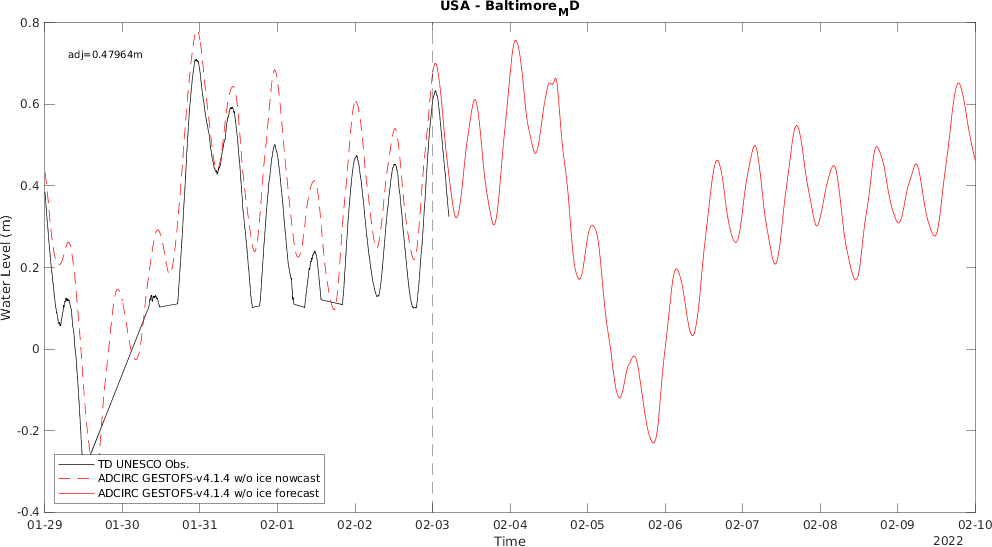 USA - Baltimore_MD
adj=0.47964m
0.8
0.6
0.4
0.2
0
-0.2
-0.4
Water Level (m)
TD UNESCO Obs.
ADCIRC GESTOFS-v4.1.4 w/o ice nowcast
ADCIRC GESTOFS-v4.1.4 w/o ice forecast
01-29 01-30 01-31 02-01 02-02 02-03 02-04 02-05 02-06 02-07 02-08 02-09 02-10
Time
2022